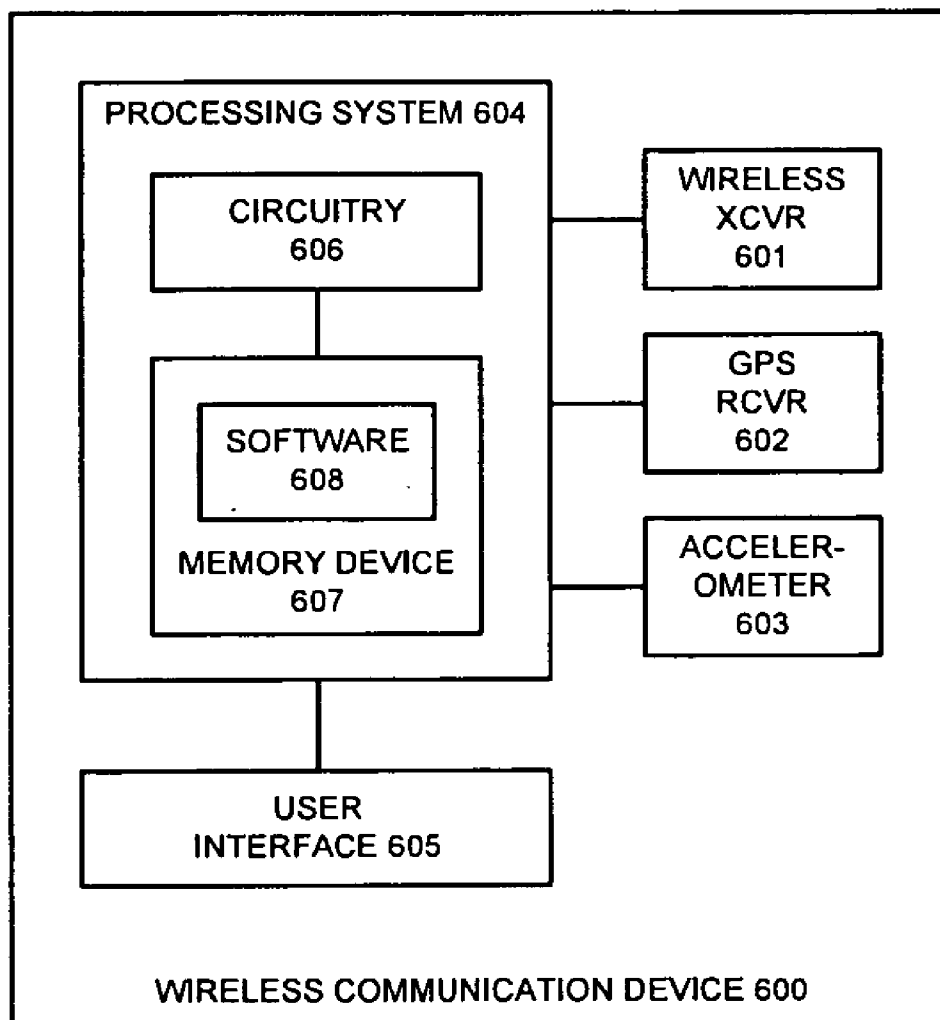 PROCESSING SYSTEM 604
CIRCUITRY
606
SOFTWARE
608
MEMORY DEVICE
607
WIRELESS
XCVR
601
GPS
RCVR
602
ACCELER-
OMETER
603
USER
INTERFACE 605
WIRELESS COMMUNICATION DEVICE 600